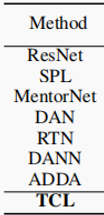 Method
ResNet
SPL
MentorNet
DAN
RTN
DANN
ADDA
TCL